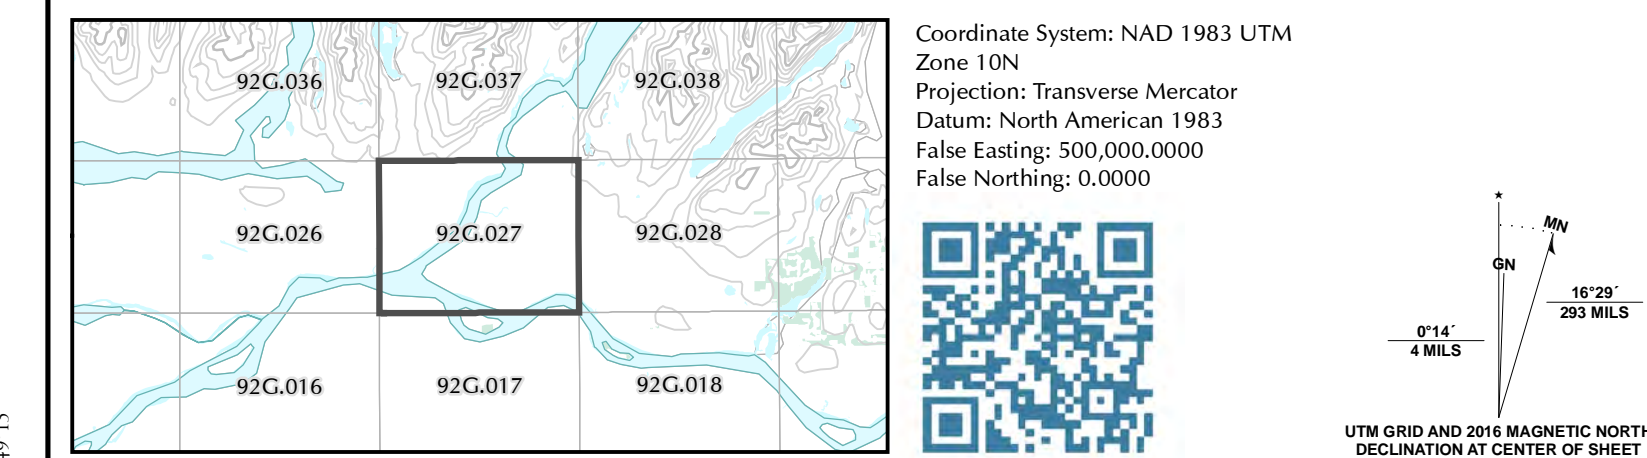 92G.036
92G.037
92G.038
92G.026
92G.027
92G.028
92G.016
92G.017
92G.018
Coordinate System: NAD 1983 UTM
Zone 10N
Projection: Transverse Mercator
Datum: North American 1983
False Easting: 500,000.0000
False Northing: 0.0000
MN
GN
16°29´
293 MILS
0°14´
4 MILS
UTM GRID AND 2016 MAGNETIC NORTH
DECLINATION AT CENTER OF SHEET